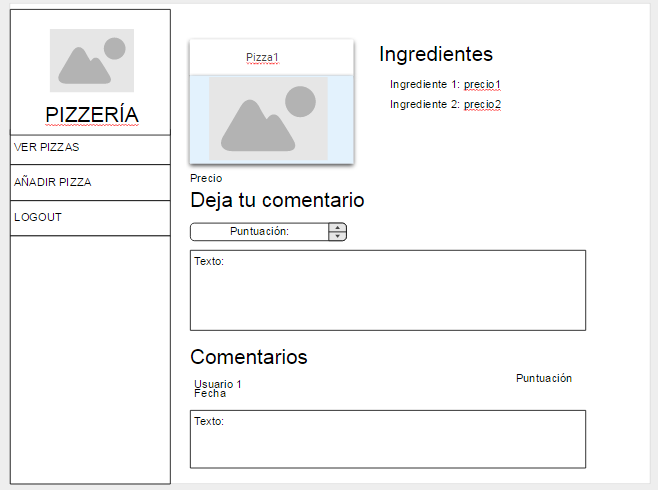 PIZZERÍA
VER PIZZAS
AÑADIR PIZZA
LOGOUT
Pizza1
Precio
Ingredientes
Ingrediente 1: precio1
Ingrediente 2: precio2
Deja tu comentario
Puntuación:
Texto:
Comentarios
Usuario 1
Fecha
Puntuación
Texto: